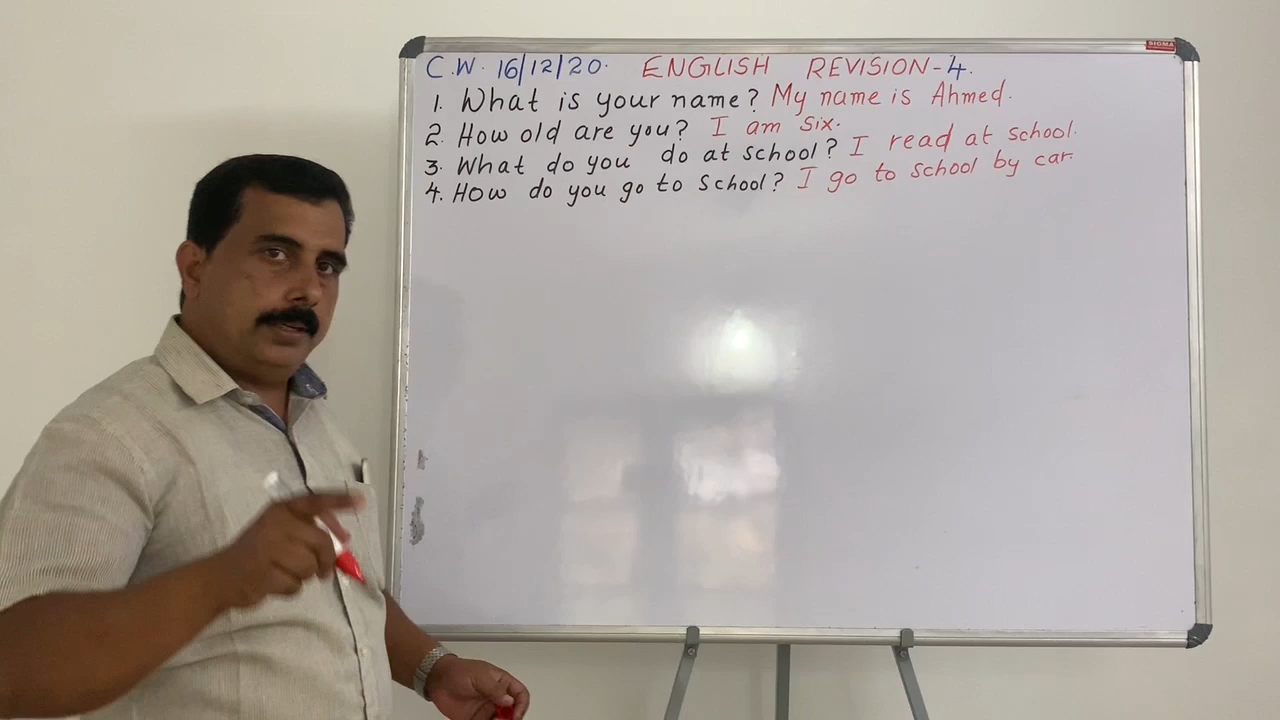 SIGMA
C.W. 16/12/20. ENGLISH REVISION-4.
1. What is your name? My name is Ahmed.
2. How old are you? I am Six.
3. What do you do at school? I read at school.
4. How do you go to School? I go to school by car.